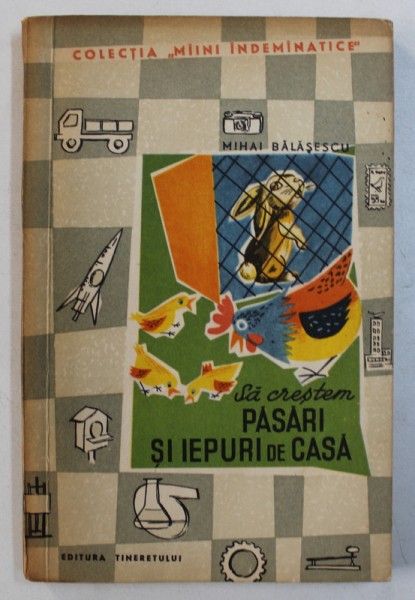 COLECȚIA „MÎINI ÎNDEMÎNATICE”
MIHAI BĂLĂȘESCU
Să creștem
PĂSĂRI
ȘI IEPURI DE CASĂ
EDITURA TINERETULUI